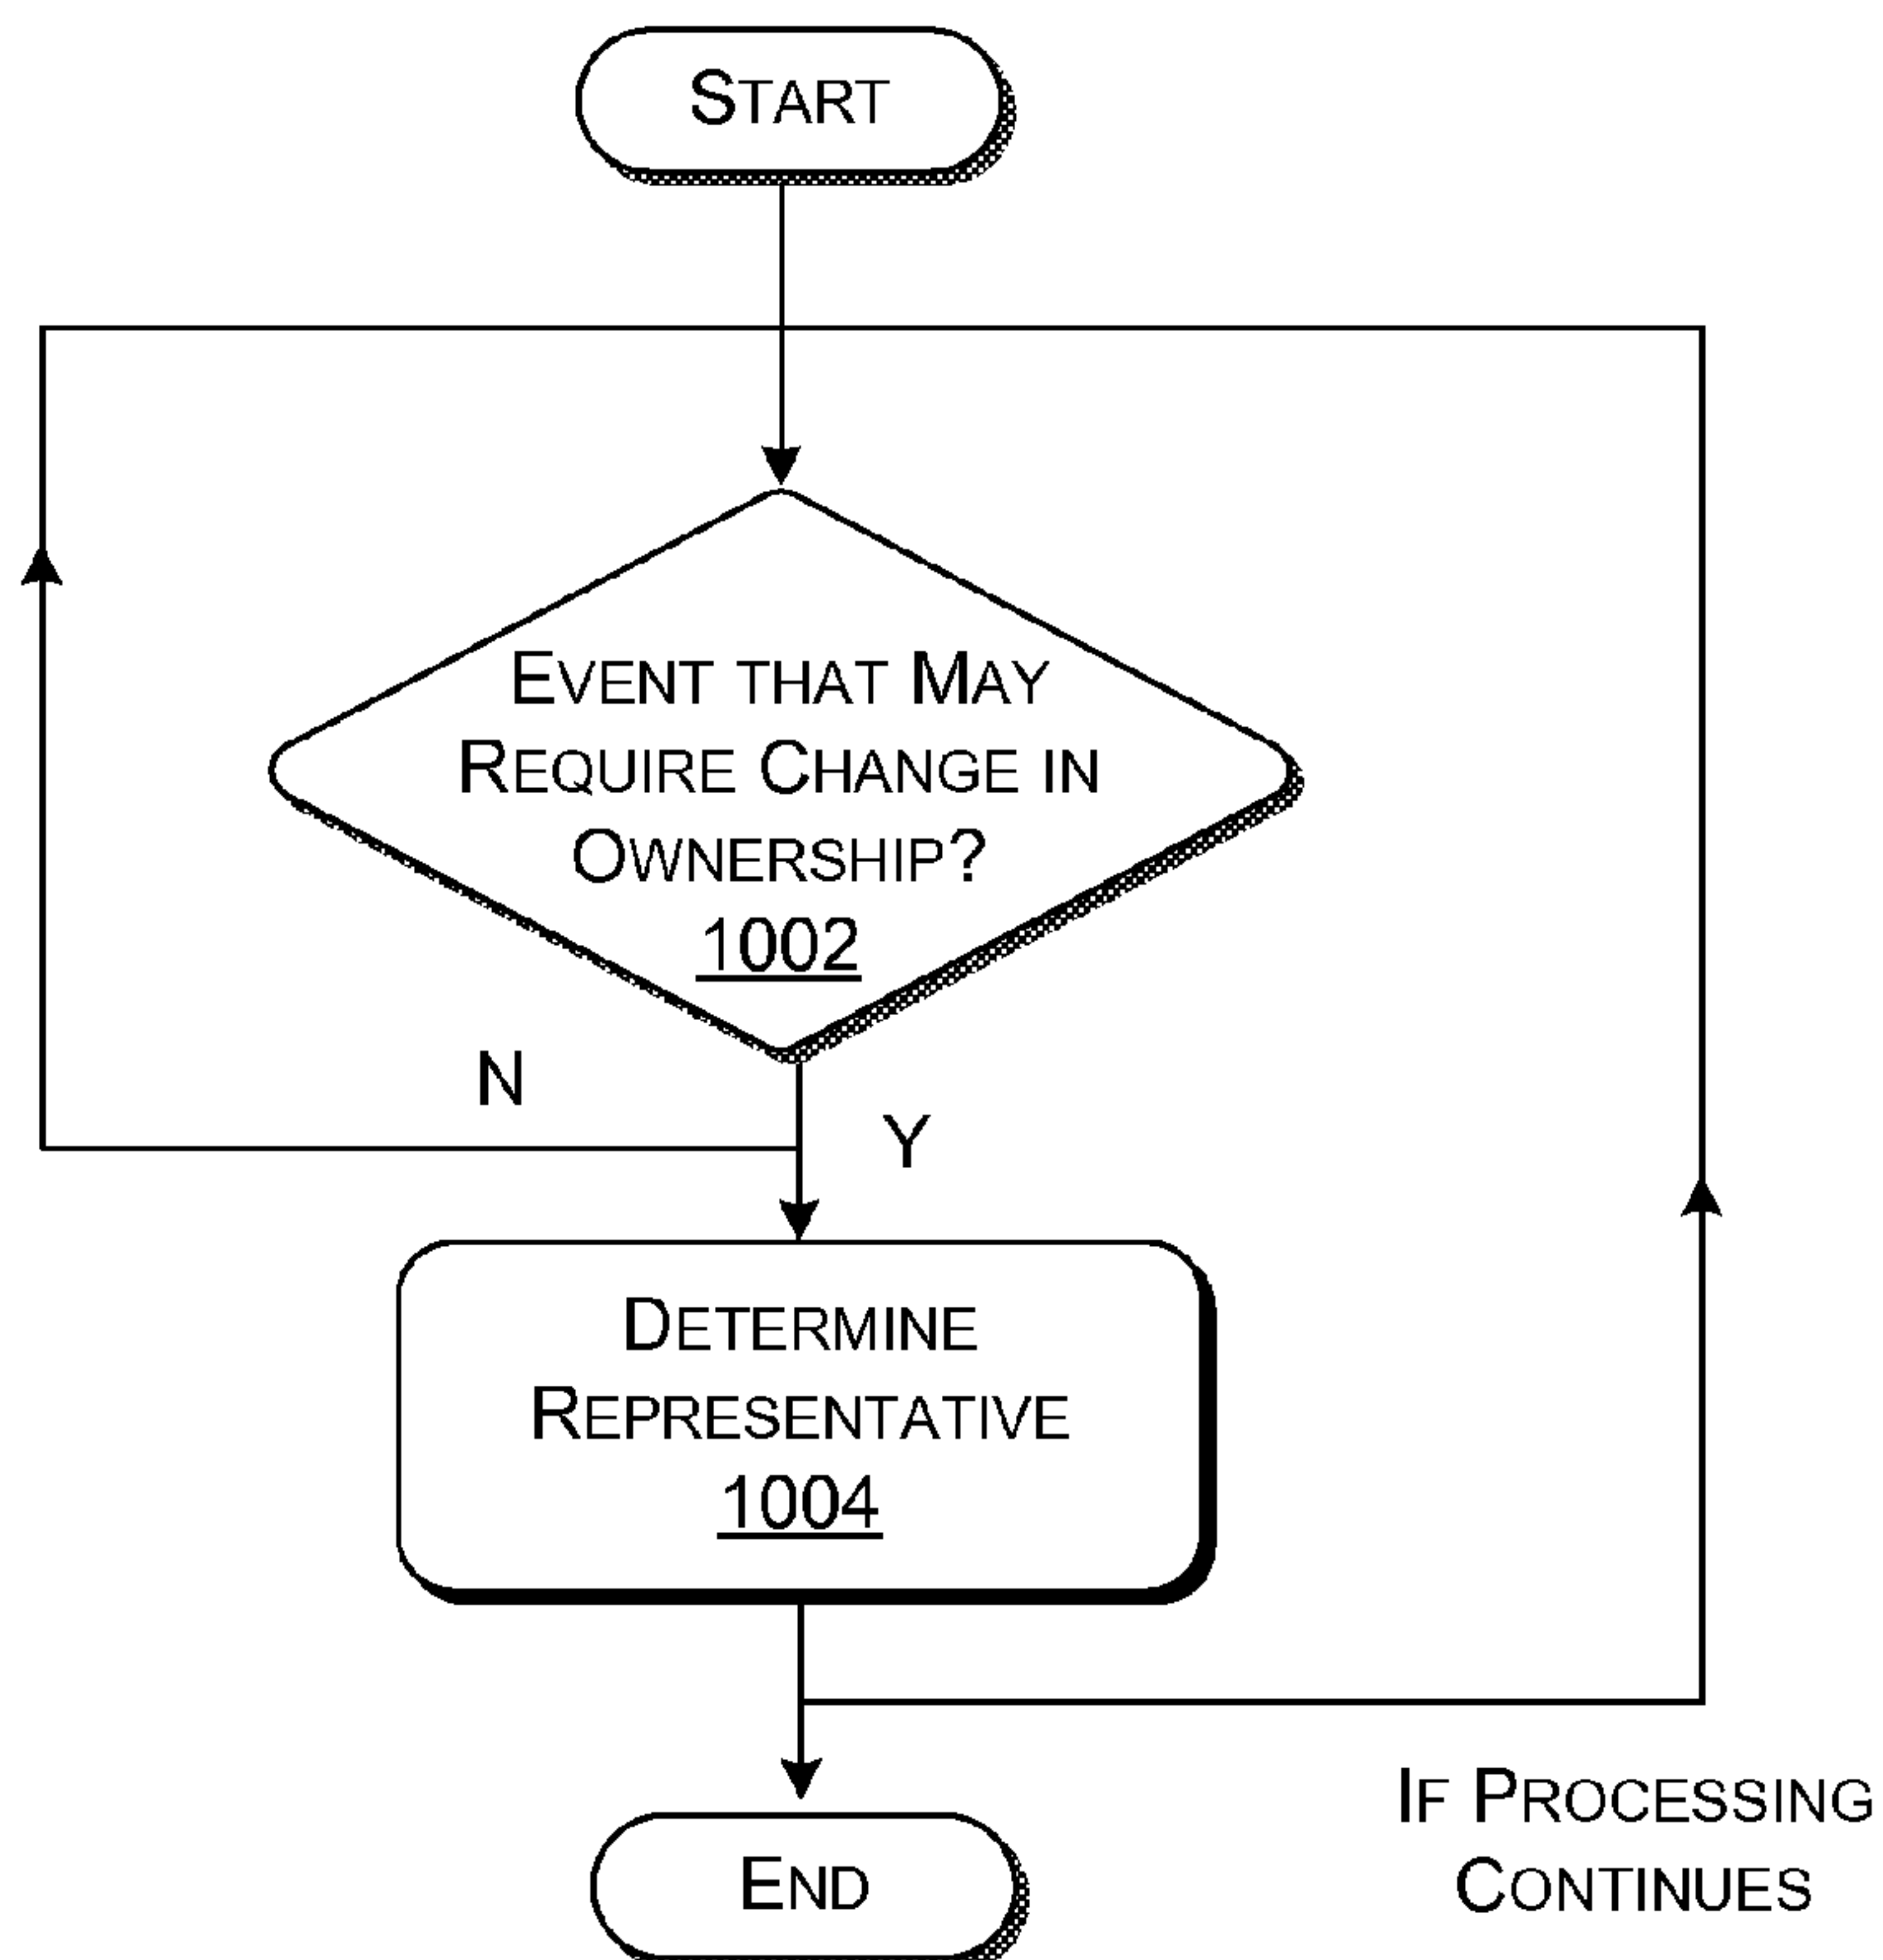 START
EVENT THAT MAY
REQUIRE CHANGE IN
OWNERSHIP?
1002
N
Y
DETERMINE
REPRESENTATIVE
1004
IF PROCESSING
CONTINUES
END